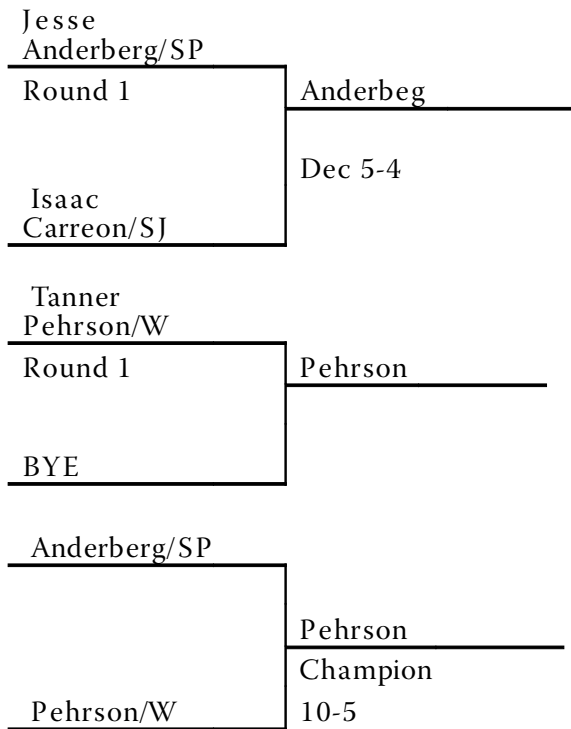 Jesse
Anderberg/SP
Round 1
Anderbeg
Dec 5-4
Isaac
Carreon/SJ
Tanner
Pehrson/W
Round 1
Pehrson
BYE
Anderberg/SP
Pehrson
Champion
Pehrson/W
10-5